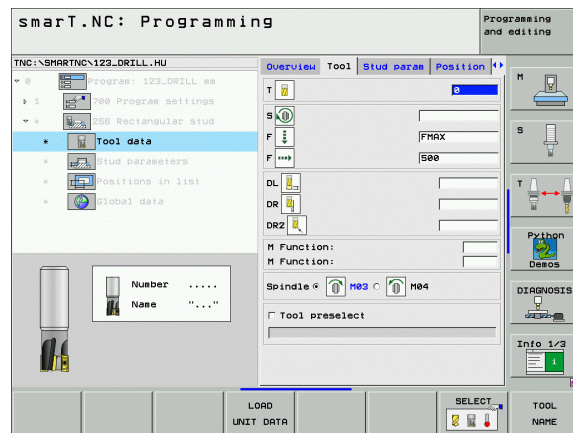 smarT.NC: Programming
Programming
and editing
TNC:\SMARTNC\123_DRILL.HU
0 Program: 123_DRILL mm
1 700 Program settings
* 256 Rectangular stud
* Tool data
* Stud parameters
* Positions in list
* Global data
Number .....
Name "..."
Overview Tool Stud param Position
T 0
S
F FMAX
F 500
DL
DR
DR2
M Function:
M Function:
Spindle M03 M04
Tool preselect
M
S
T
Python
Demos
DIAGNOSIS
Info 1/3
i
LOAD
UNIT DATA
SELECT
TOOL
NAME